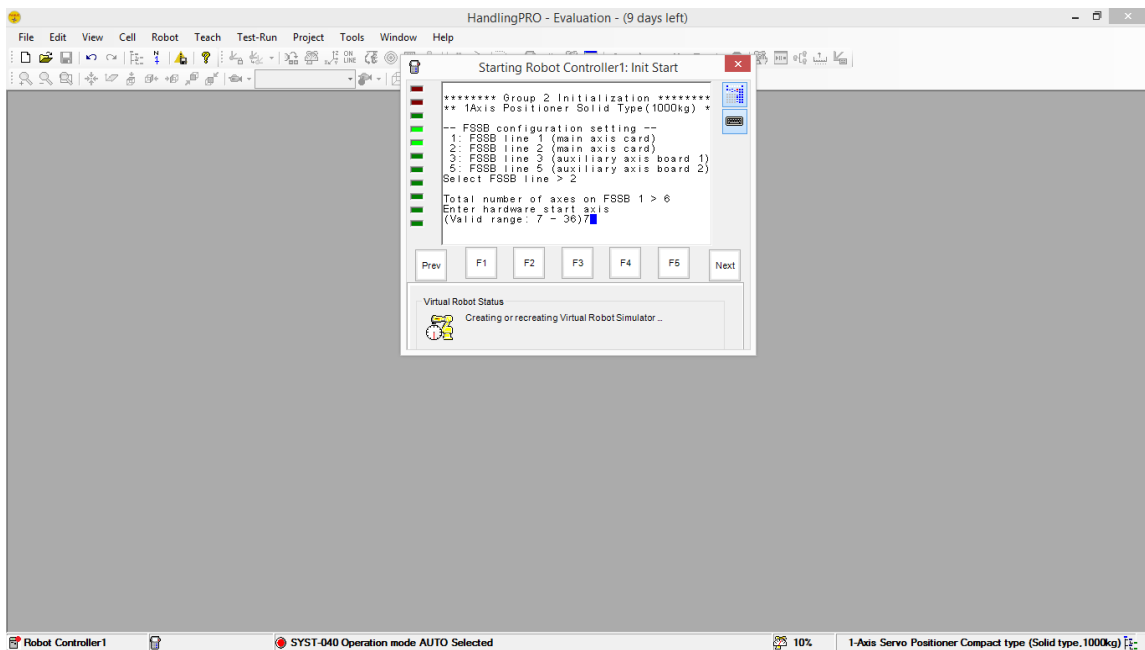 HandlingPRO - Evaluation - (9 days left)
File Edit View Cell Robot Teach Test-Run Project Tools Window Help
ON
LINE
Starting Robot Controller1: Init Start
******** Group 2 Initialization ********
** 1Axis Positioner Solid Type(1000kg) *
-- FSSB configuration setting --
1: FSSB line 1 (main axis card)
2: FSSB line 2 (main axis card)
3: FSSB line 3 (auxiliary axis board 1)
5: FSSB line 5 (auxiliary axis board 2)
Select FSSB line > 2
Total number of axes on FSSB 1 > 6
Enter hardware start axis
(Valid range: 7 - 36)7
Prev F1 F2 F3 F4 F5 Next
Virtual Robot Status
Creating or recreating Virtual Robot Simulator ..
Robot Controller1 SYST-040 Operation mode AUTO Selected 10% 1-Axis Servo Positioner Compact type (Solid type,1000kg)